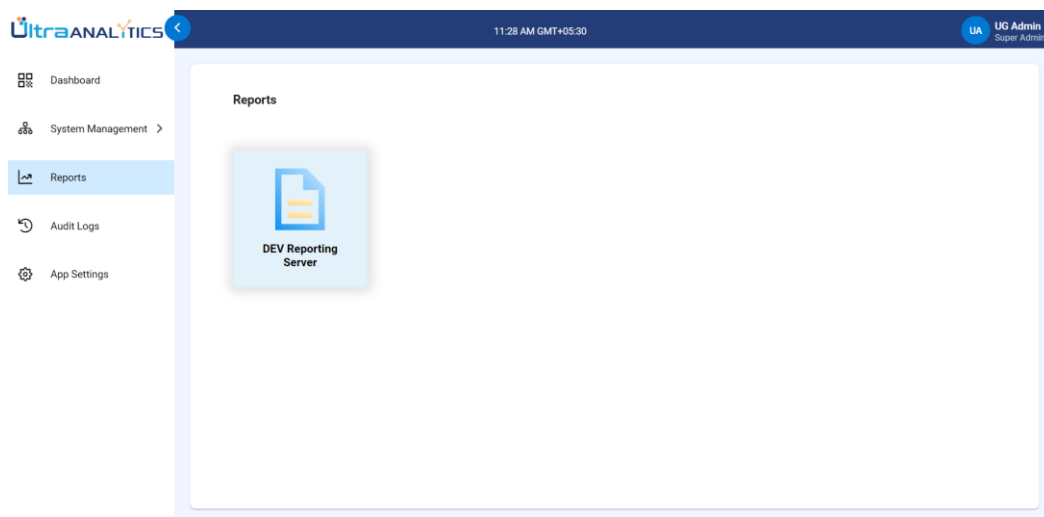 ÜltraANALYTICS
11:28 AM GMT+05:30
UA
UG Admin
Super Admin
Dashboard
System Management
Reports
Audit Logs
App Settings
Reports
DEV Reporting
Server